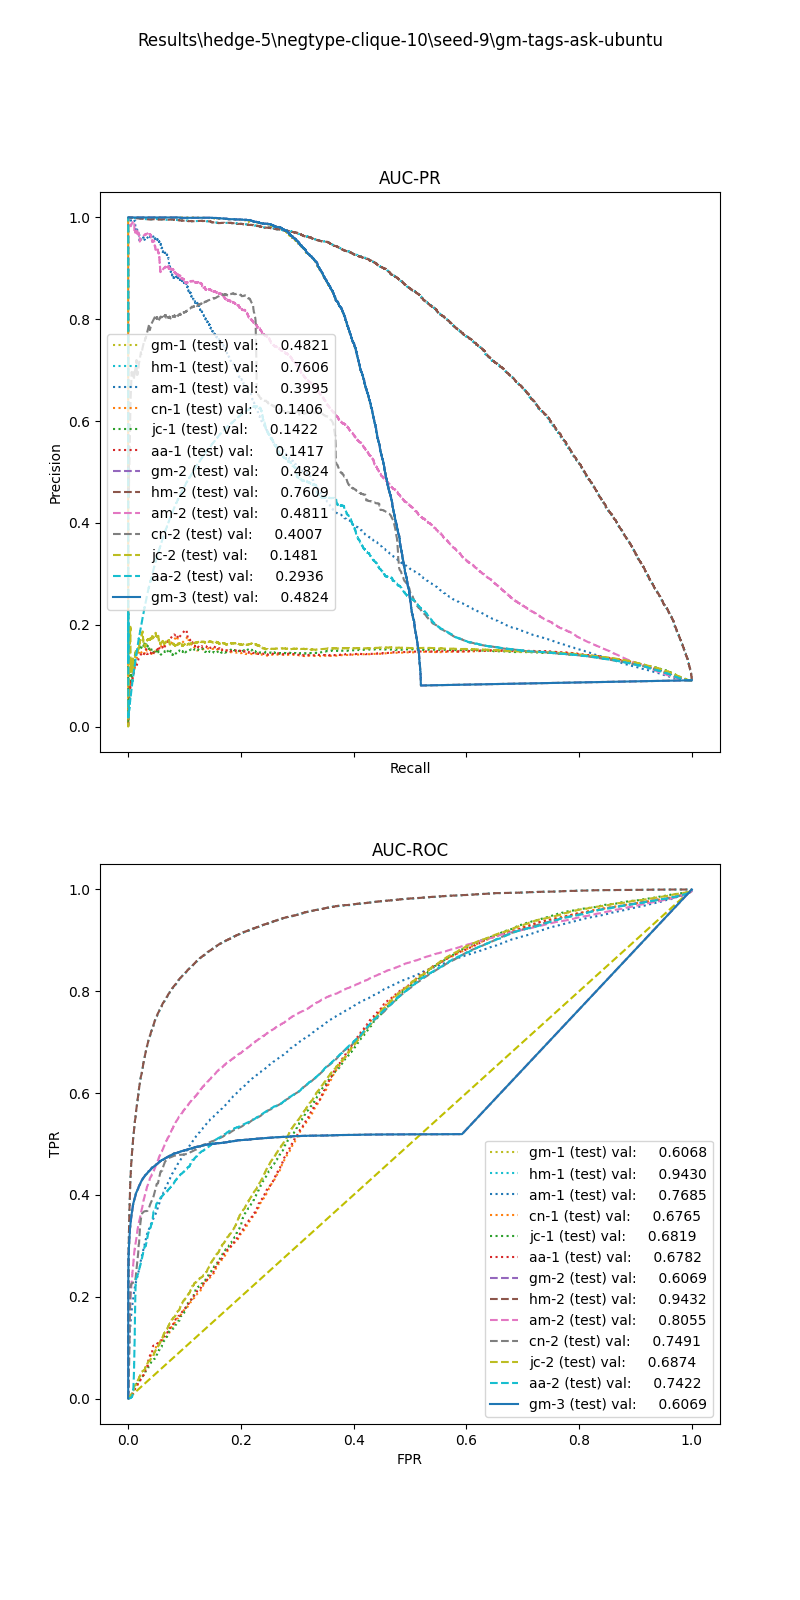 Results\hedge-5\negtype-clique-10\seed-9\gm-tags-ask-ubuntu
AUC-PR
1.0
0.8
0.6
0.4
0.2
0.0
Precision
gm-1 (test) val: 0.4821
hm-1 (test) val: 0.7606
am-1 (test) val: 0.3995
cn-1 (test) val: 0.1406
jc-1 (test) val: 0.1422
aa-1 (test) val: 0.1417
gm-2 (test) val: 0.4824
hm-2 (test) val: 0.7609
am-2 (test) val: 0.4811
cn-2 (test) val: 0.4007
jc-2 (test) val: 0.1481
aa-2 (test) val: 0.2936
gm-3 (test) val: 0.4824
Recall
AUC-ROC
1.0
0.8
0.6
0.4
0.2
0.0
TPR
gm-1 (test) val: 0.6068
hm-1 (test) val: 0.9430
am-1 (test) val: 0.7685
cn-1 (test) val: 0.6765
jc-1 (test) val: 0.6819
aa-1 (test) val: 0.6782
gm-2 (test) val: 0.6069
hm-2 (test) val: 0.9432
am-2 (test) val: 0.8055
cn-2 (test) val: 0.7491
jc-2 (test) val: 0.6874
aa-2 (test) val: 0.7422
gm-3 (test) val: 0.6069
0.0 0.2 0.4 0.6 0.8 1.0
FPR